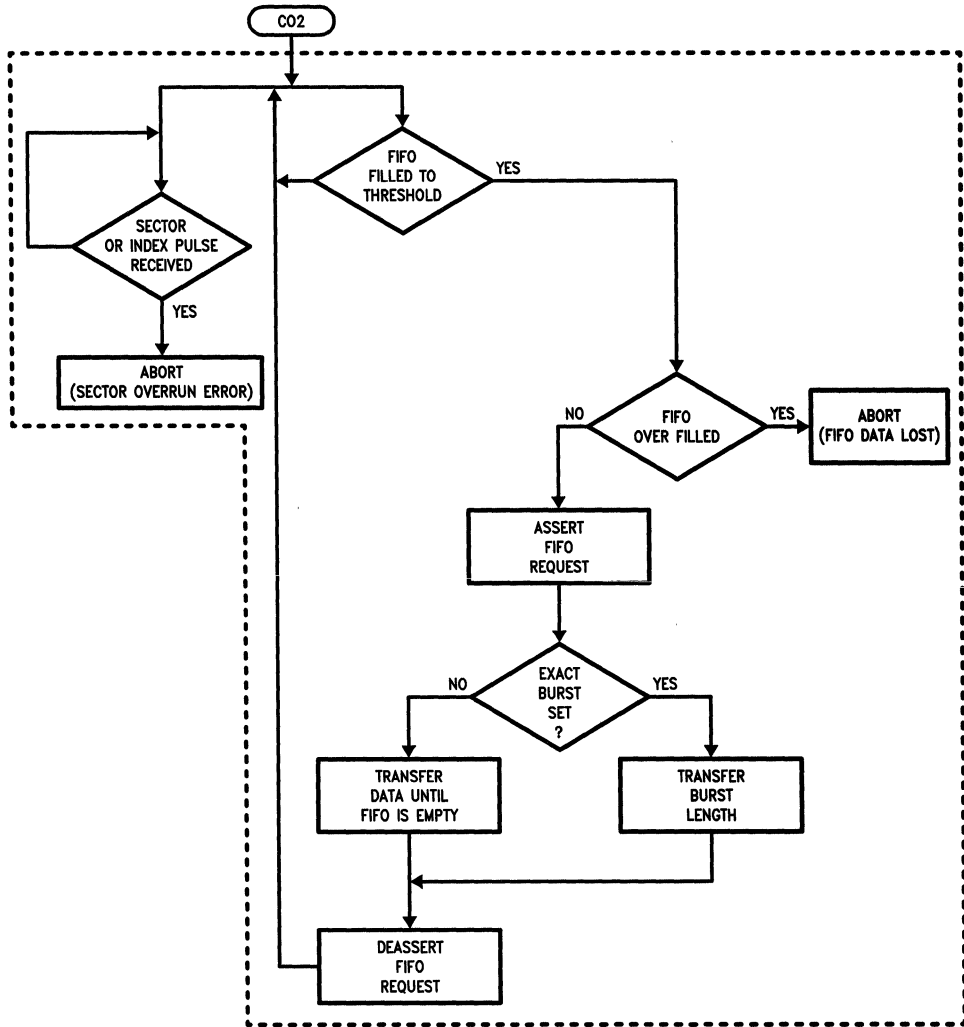 CO2
FIFO
FILLED TO
THRESHOLD
YES
SECTOR
OR INDEX PULSE
RECEIVED
YES
ABORT
(SECTOR OVERRUN ERROR)
FIFO
OVER FILLED
NO
YES
ABORT
(FIFO DATA LOST)
ASSERT
FIFO
REQUEST
EXACT
BURST
SET
?
NO
YES
TRANSFER
DATA UNTIL
FIFO IS EMPTY
TRANSFER
BURST
LENGTH
DEASSERT
FIFO
REQUEST